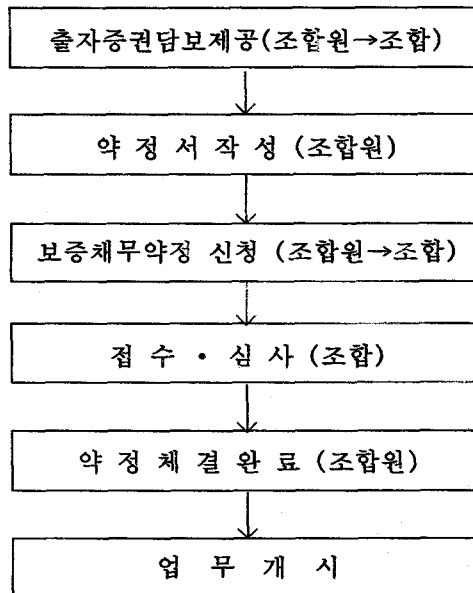 출자증권담보제공(조합원→조합)
약 정 서 작 성 (조합원)
보증채무약정 신청 (조합원→조합)
접 수 • 심 사 (조합)
약 정 체 결 완 료 (조합원)
업 무 개 시